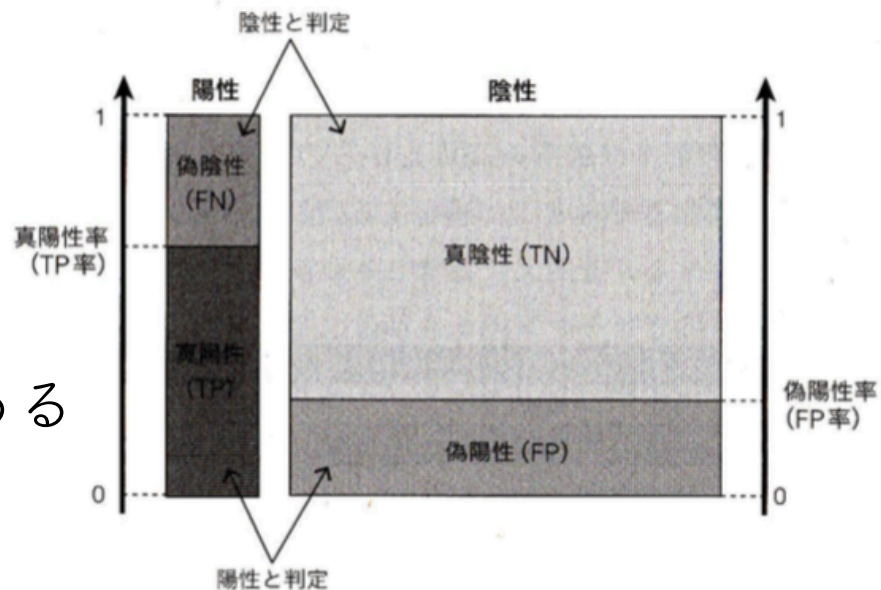 陰性と判定
陽性
陰性
1
1
偽陰性
(FN)
真陽性率
(TP率)
真陰性 (TN)
真陽性
(TP)
める
偽陽性率
(FP率)
偽陽性 (FP)
0
0
陽性と判定